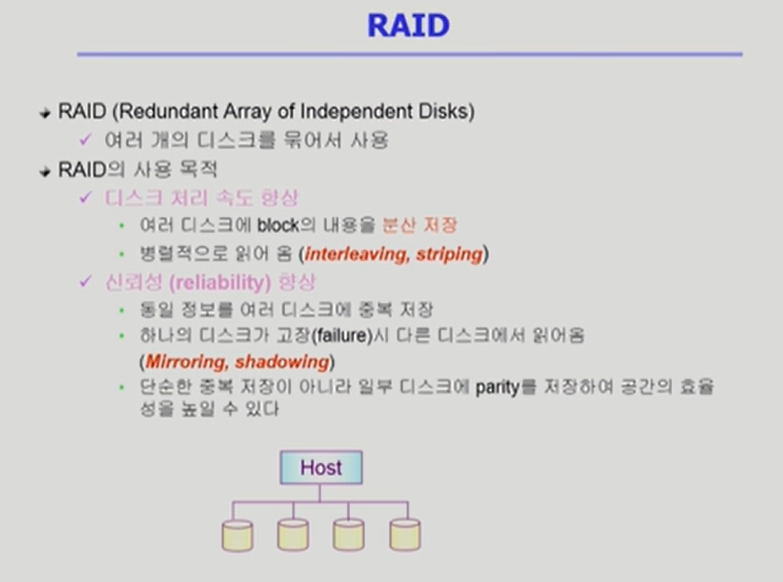 RAID
RAID (Redundant Array of Independent Disks)
여러 개의 디스크를 묶어서 사용
RAID의 사용 목적
디스크 처리 속도 향상
여러 디스크에 block의 내용을 분산 저장
병렬적으로 읽어 옴 (interleaving, striping)
신뢰성 (reliability) 향상
동일 정보를 여러 디스크에 중복 저장
하나의 디스크가 고장(failure)시 다른 디스크에서 읽어옴
(Mirroring, shadowing)
단순한 중복 저장이 아니라 일부 디스크에 parity를 저장하여 공간의 효율
성을 높일 수 있다
Host